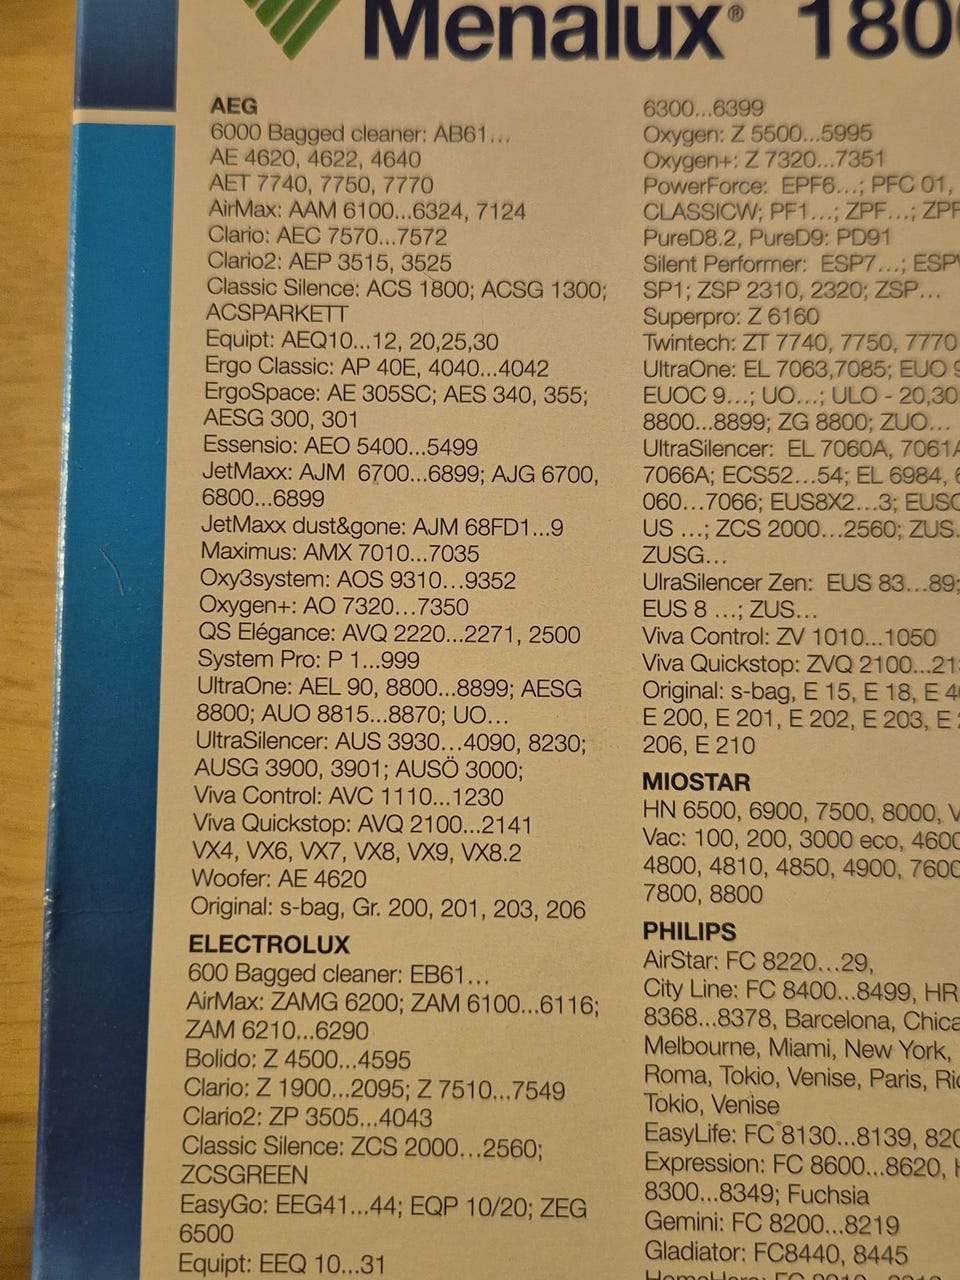 Menalux® 180
AEG
6000 Bagged cleaner: AB61...
AE 4620, 4622, 4640
AET 7740, 7750, 7770
AirMax: AAM 6100...6324, 7124
Clario: AEC 7570...7572
Clario2: AEP 3515, 3525
Classic Silence: ACS 1800; ACSG 1300;
ACSPARKETT
Equipt: AEQ10...12, 20,25,30
Ergo Classic: AP 40E, 4040...4042
ErgoSpace: AE 305SC; AES 340, 355;
AESG 300, 301
Essensio: AEO 5400...5499
JetMaxx: AJM 6700...6899; AJG 6700,
6800...6899
JetMaxx dust&gone: AJM 68FD1...9
Maximus: AMX 7010...7035
Oxy3system: AOS 9310...9352
Oxygen+: AO 7320...7350
QS Elégance: AVQ 2220...2271, 2500
System Pro: P 1...999
UltraOne: AEL 90, 8800...8899; AESG
8800; AUO 8815...8870; UO...
UltraSilencer: AUS 3930...4090, 8230;
AUSG 3900, 3901; AUSÖ 3000;
Viva Control: AVC 1110...1230
Viva Quickstop: AVQ 2100...2141
VX4, VX6, VX7, VX8, VX9, VX8.2
Woofer: AE 4620
Original: s-bag, Gr. 200, 201, 203, 206
ELECTROLUX
600 Bagged cleaner: EB61...
AirMax: ZAMG 6200; ZAM 6100...6116;
ZAM 6210...6290
Bolido: Z 4500...4595
Clario: Z 1900...2095; Z 7510...7549
Clario2: ZP 3505...4043
Classic Silence: ZCS 2000...2560;
ZCSGREEN
EasyGo: EEG41...44; EQP 10/20; ZEG
6500
Equipt: EEQ 10...31
6300...6399
Oxygen: Z 5500...5995
Oxygen+: Z 7320...7351
PowerForce: EPF6...; PFC 01,
CLASSICW; PF1...; ZPF...; ZPF
PureD8.2, PureD9: PD91
Silent Performer: ESP7...; ESP
SP1; ZSP 2310, 2320; ZSP...
Superpro: Z 6160
Twintech: ZT 7740, 7750, 7770
UltraOne: EL 7063,7085; EUO 9
EUOC 9...; UO...; ULO - 20,30
8800...8899; ZG 8800; ZUO...
UltraSilencer: EL 7060A, 7061A
7066A; ECS52...54; EL 6984,
060...7066; EUS8X2...3; EUSC
US ...; ZCS 2000...2560; ZUS..
ZUSG...
UlraSilencer Zen: EUS 83...89;
EUS 8 ...; ZUS...
Viva Control: ZV 1010...1050
Viva Quickstop: ZVQ 2100...21
Original: s-bag, E 15, E 18, E 4
E 200, E 201, E 202, E 203, E
206, E 210
MIOSTAR
HN 6500, 6900, 7500, 8000, V
Vac: 100, 200, 3000 eco, 4600
4800, 4810, 4850, 4900, 7600
7800, 8800
PHILIPS
AirStar: FC 8220...29,
City Line: FC 8400...8499, HR
8368...8378, Barcelona, Chica
Melbourne, Miami, New York,
Roma, Tokio, Venise, Paris, Ri
Tokio, Venise
EasyLife: FC 8130...8139, 820
Expression: FC 8600...8620, H
8300...8349; Fuchsia
Gemini: FC 8200...8219
Gladiator: FC8440, 8445